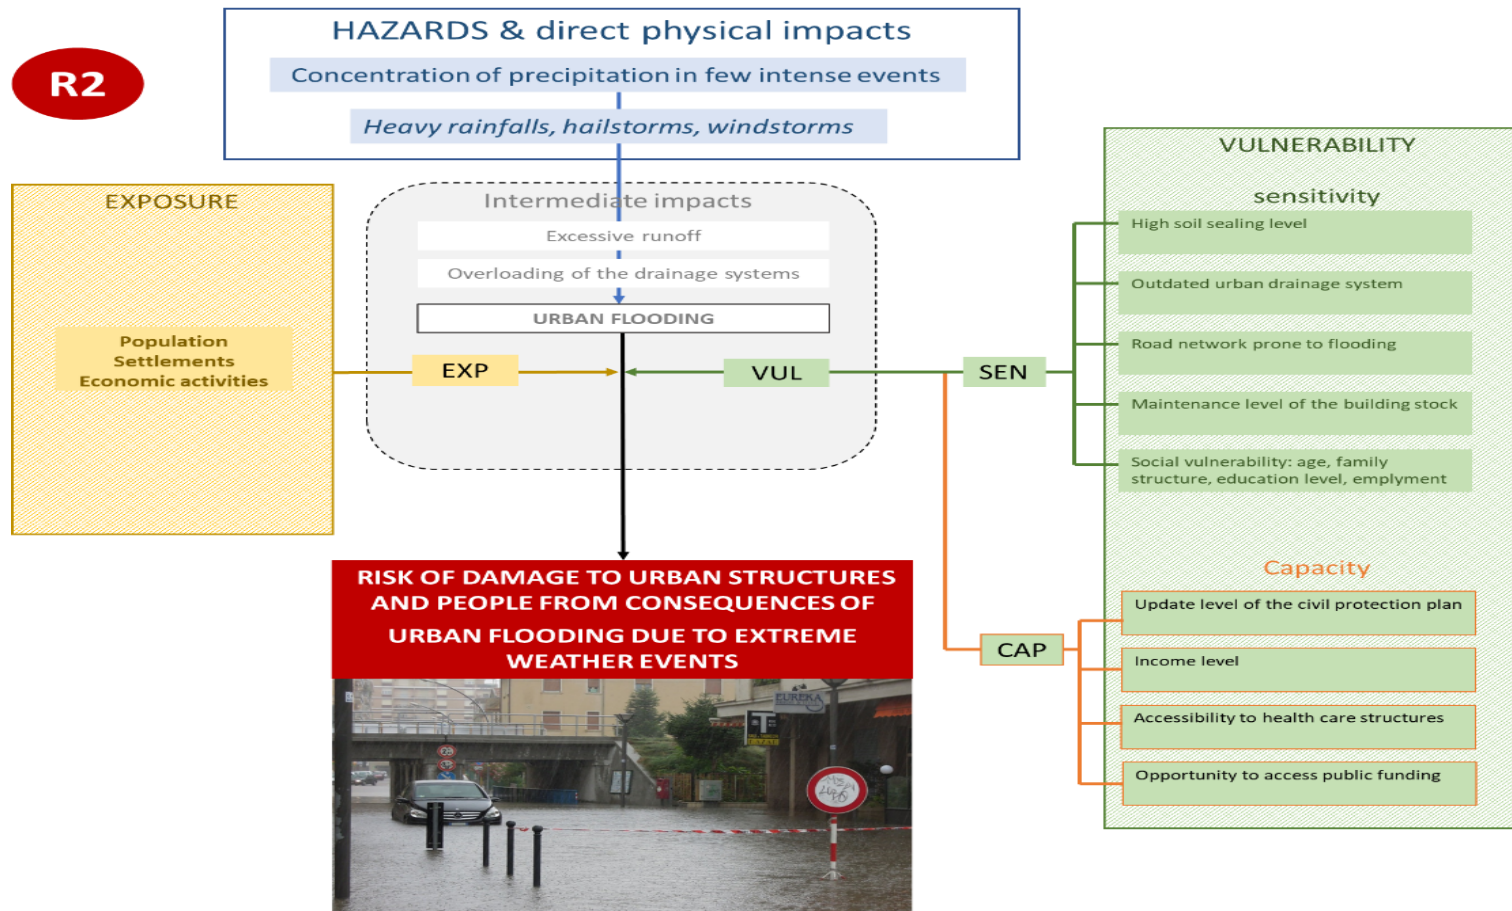 R2
HAZARDS & direct physical impacts
Concentration of precipitation in few intense events
Heavy rainfalls, hailstorms, windstorms
EXPOSURE
Population
Settlements
Economic activities
Intermediate impacts
Excessive runoff
Overloading of the drainage systems
URBAN FLOODING
EXP
VUL
SEN
CAP
VULNERABILITY
sensitivity
High soil sealing level
Outdated urban drainage system
Road network prone to flooding
Maintenance level of the building stock
Social vulnerability: age, family
structure, education level, emplyment
Capacity
Update level of the civil protection plan
Income level
Accessibility to health care structures
Opportunity to access public funding
RISK OF DAMAGE TO URBAN STRUCTURES
AND PEOPLE FROM CONSEQUENCES OF
URBAN FLOODING DUE TO EXTREME
WEATHER EVENTS
EUREKA
T